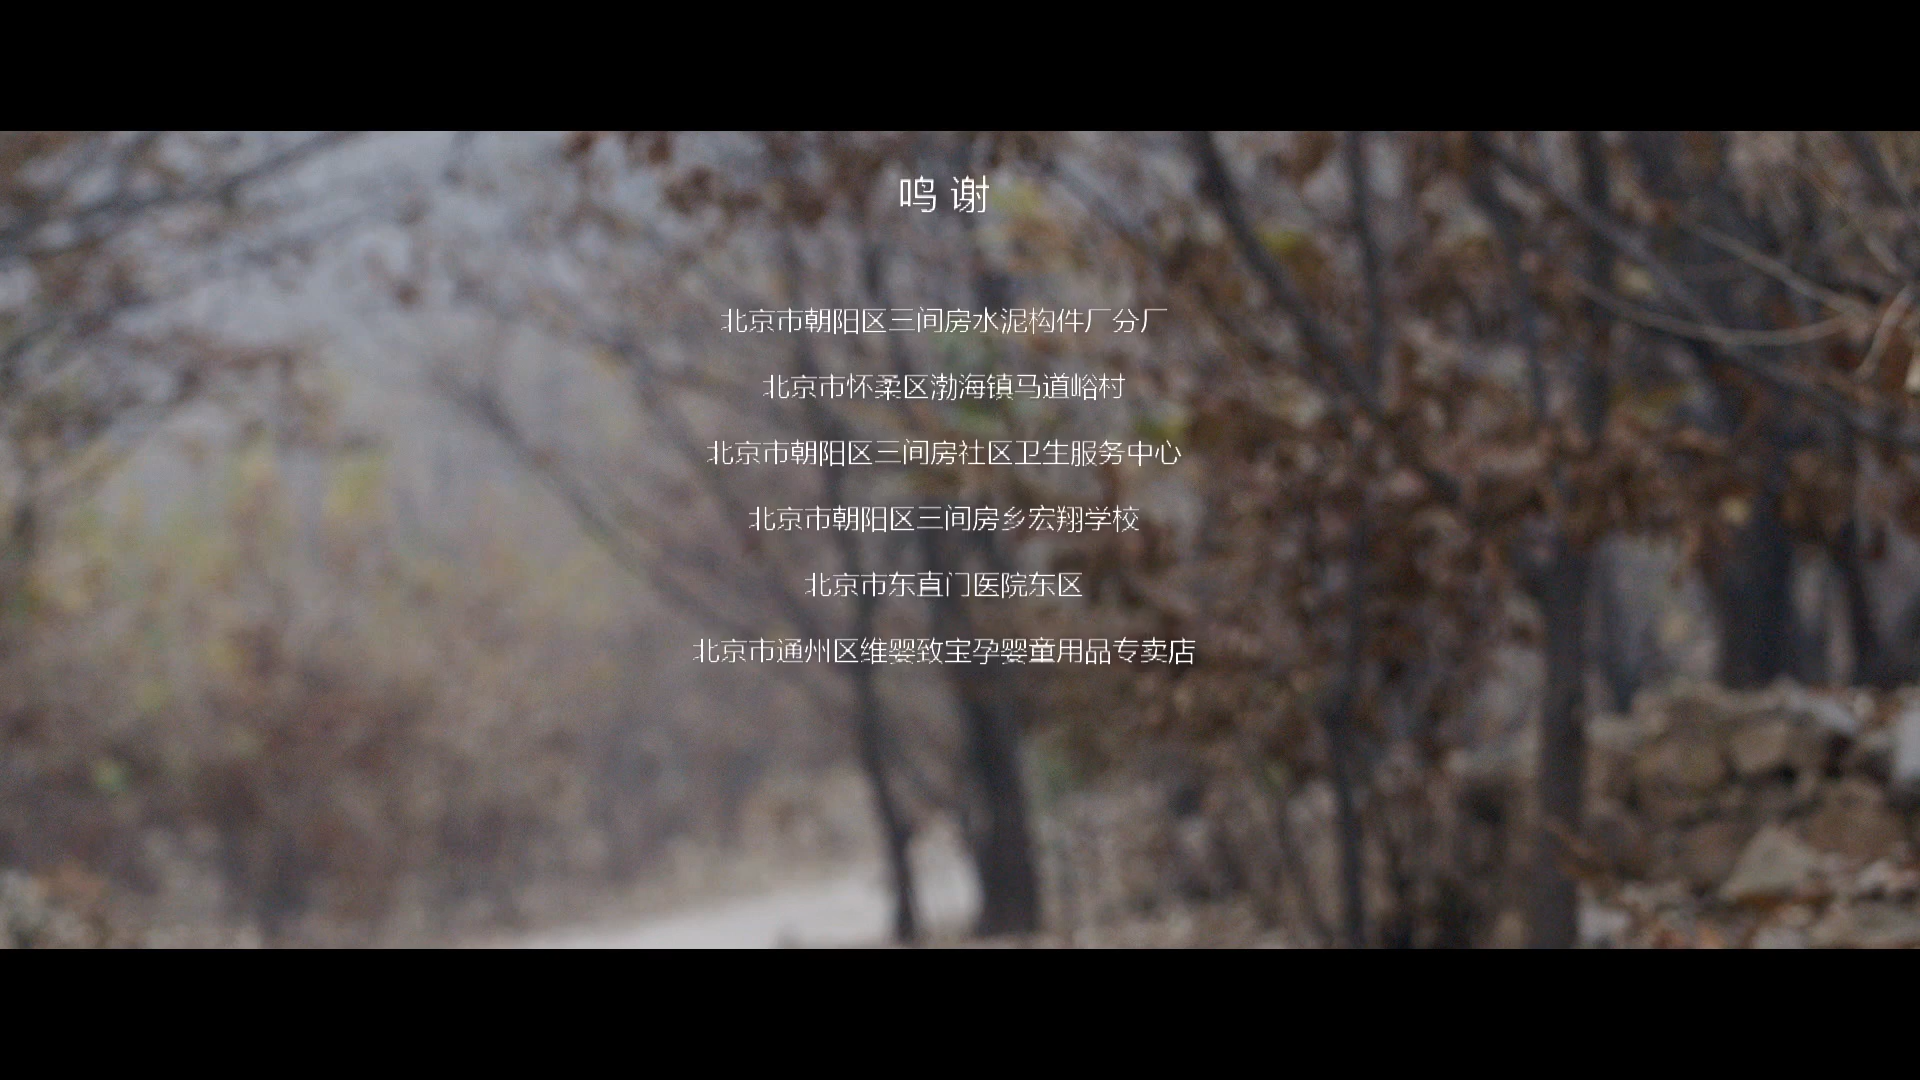 鸣谢
北京市朝阳区三间房水泥构件厂分厂
北京市怀柔区渤海镇马道峪村
北京市朝阳区三间房社区卫生服务中心
北京市朝阳区三间房乡宏翔学校
北京市东直门医院东区
北京市通州区维婴致宝孕婴童用品专卖店